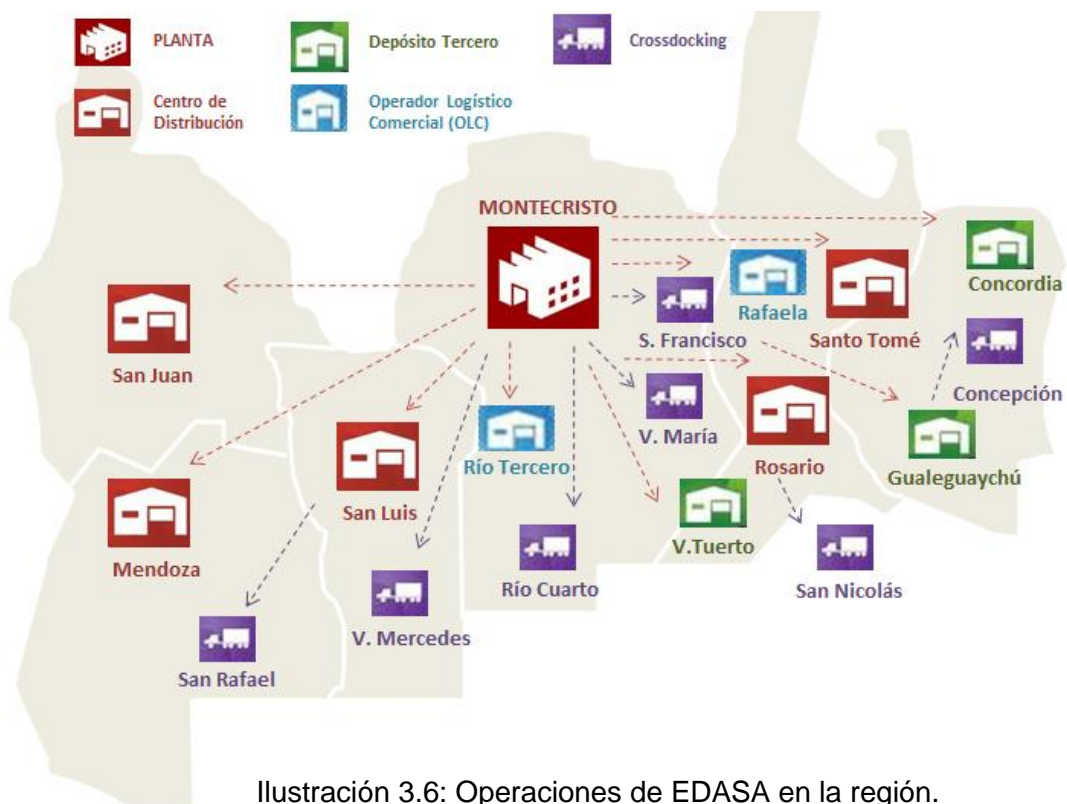 PLANTA
Depósito Tercero
Crossdocking
Centro de
Distribución
Operador Logístico
Comercial (OLC)
MONTECRISTO
Concordia
Rafaela
Santo Tomé
S. Francisco
San Juan
Concepción
V. María
Río Tercero
Rosario
Gualeguaychú
San Luis
V.Tuerto
Mendoza
Río Cuarto
San Nicolás
V. Mercedes
San Rafael
Ilustración 3.6: Operaciones de EDASA en la región.